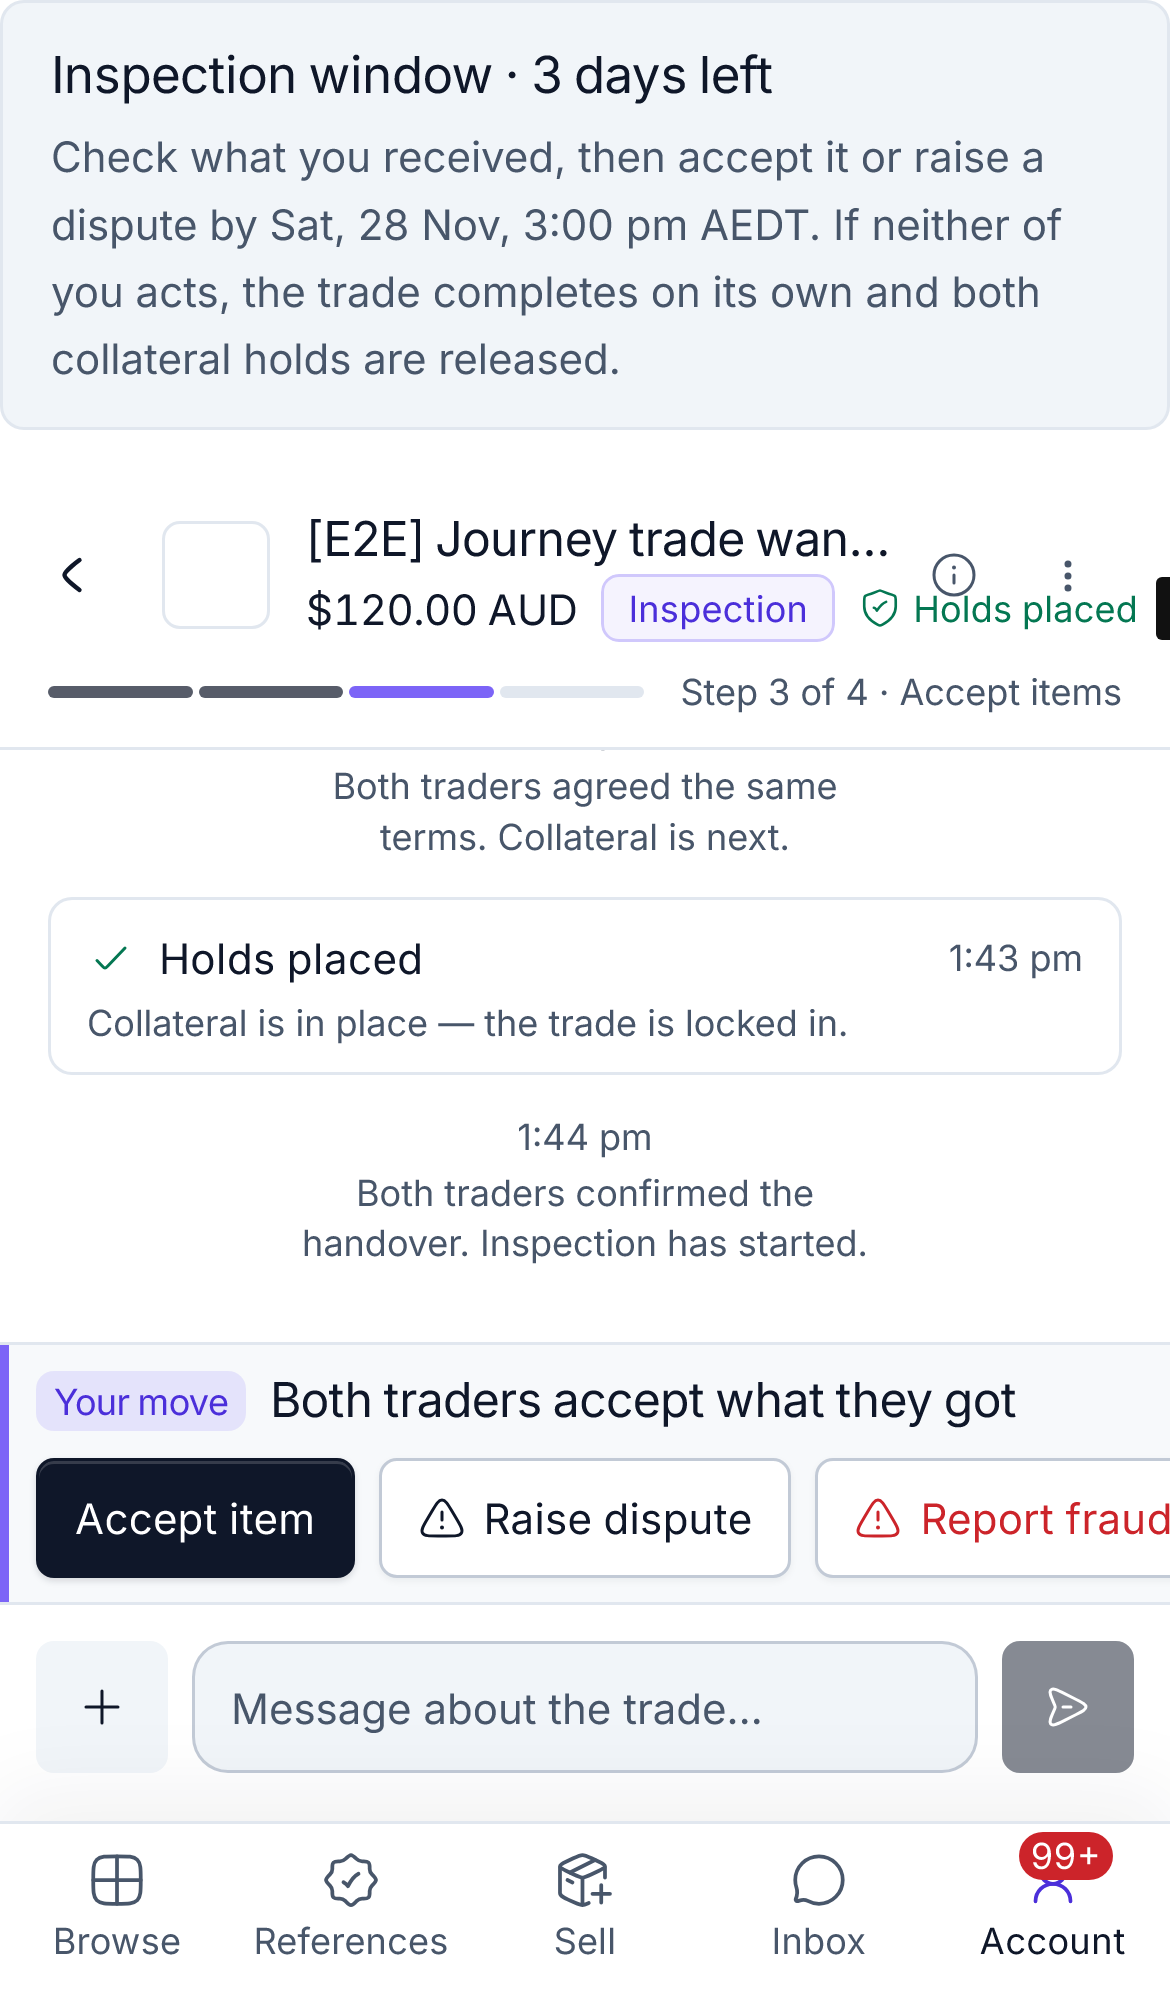 Inspection window · 3 days left
Check what you received, then accept it or raise a
dispute by Sat, 28 Nov, 3:00 pm AEDT. If neither of
you acts, the trade completes on its own and both
collateral holds are released.
[E2E] Journey trade wan...
$120.00 AUD
Inspection
Holds placed
Step 3 of 4 · Accept items
Both traders agreed the same
terms. Collateral is next.
Holds placed
1:43 pm
Collateral is in place — the trade is locked in.
1:44 pm
Both traders confirmed the
handover. Inspection has started.
Your move
Both traders accept what they got
Accept item
Raise dispute
Report fraud
Message about the trade...
99+
Browse
References
Sell
Inbox
Account